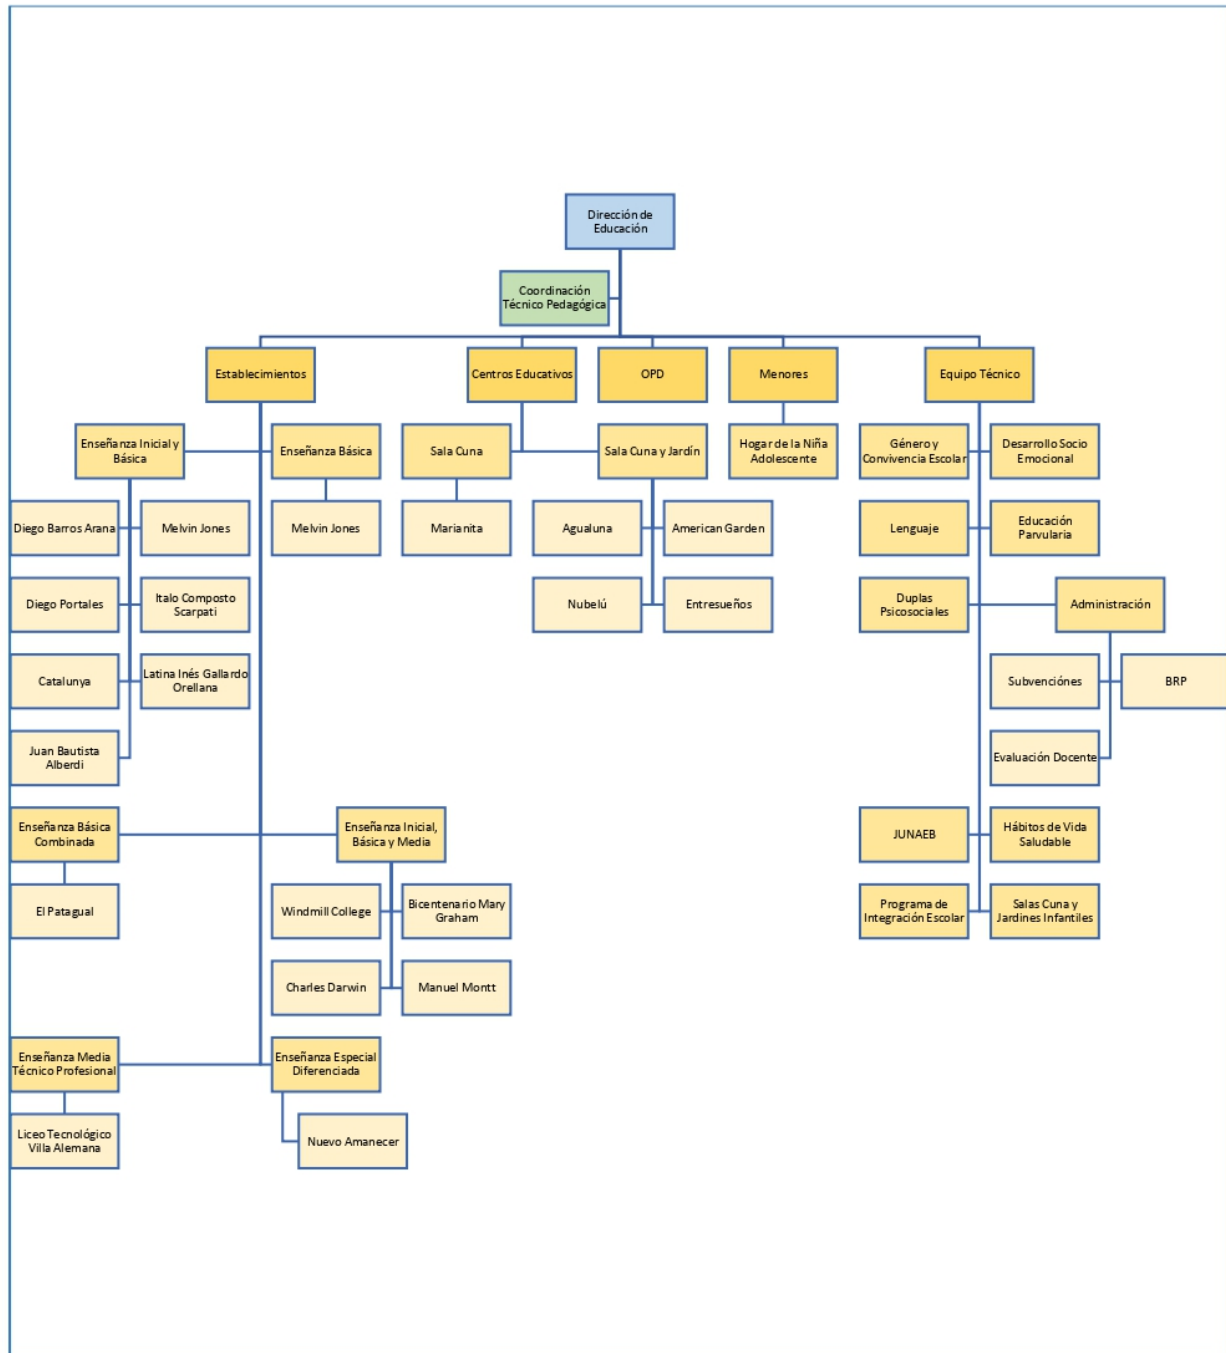 Dirección de
Educación
Coordinación
Técnico Pedagógica
Establecimientos
Centros Educativos
OPD
Menores
Equipo Técnico
Enseñanza Inicial y
Básica
Enseñanza Básica
Sala Cuna
Sala Cuna y Jardín
Hogar de la Niña
Adolescente
Género y
Convivencia Escolar
Desarrollo Socio
Emocional
Diego Barros Arana
Melvin Jones
Melvin Jones
Marianita
Agualuna
American Garden
Lenguaje
Educación
Parvularia
Diego Portales
Italo Composto
Scarpati
Nubelú
Entresueños
Duplas
Psicosociales
Administración
Catalunya
Latina Inés Gallardo
Orellana
Subvenciónes
BRP
Juan Bautista
Alberdi
Evaluación Docente
Enseñanza Básica
Combinada
Enseñanza Inicial,
Básica y Media
JUNAEB
Hábitos de Vida
Saludable
El Patagual
Windmill College
Bicentenario Mary
Graham
Programa de
Integración Escolar
Salas Cuna y
Jardines Infantiles
Charles Darwin
Manuel Montt
Enseñanza Media
Técnico Profesional
Enseñanza Especial
Diferenciada
Liceo Tecnológico
Villa Alemana
Nuevo Amanecer